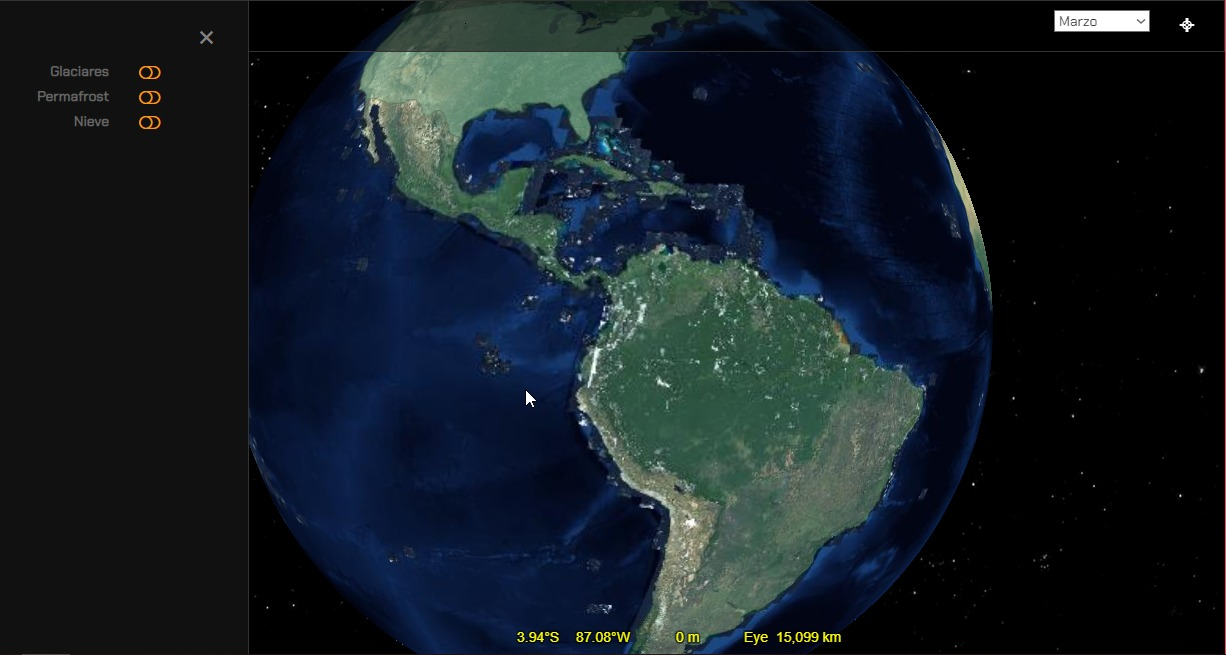 Marzo
Glaciares
Permafrost
Nieve
3.94°S 87.08°W 0 m Eye 15,099 km